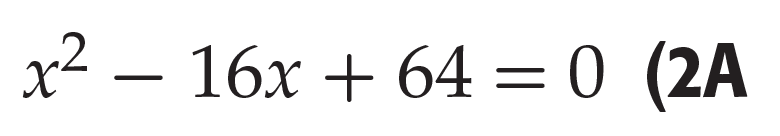 x² − 16x + 64 = 0 (2A